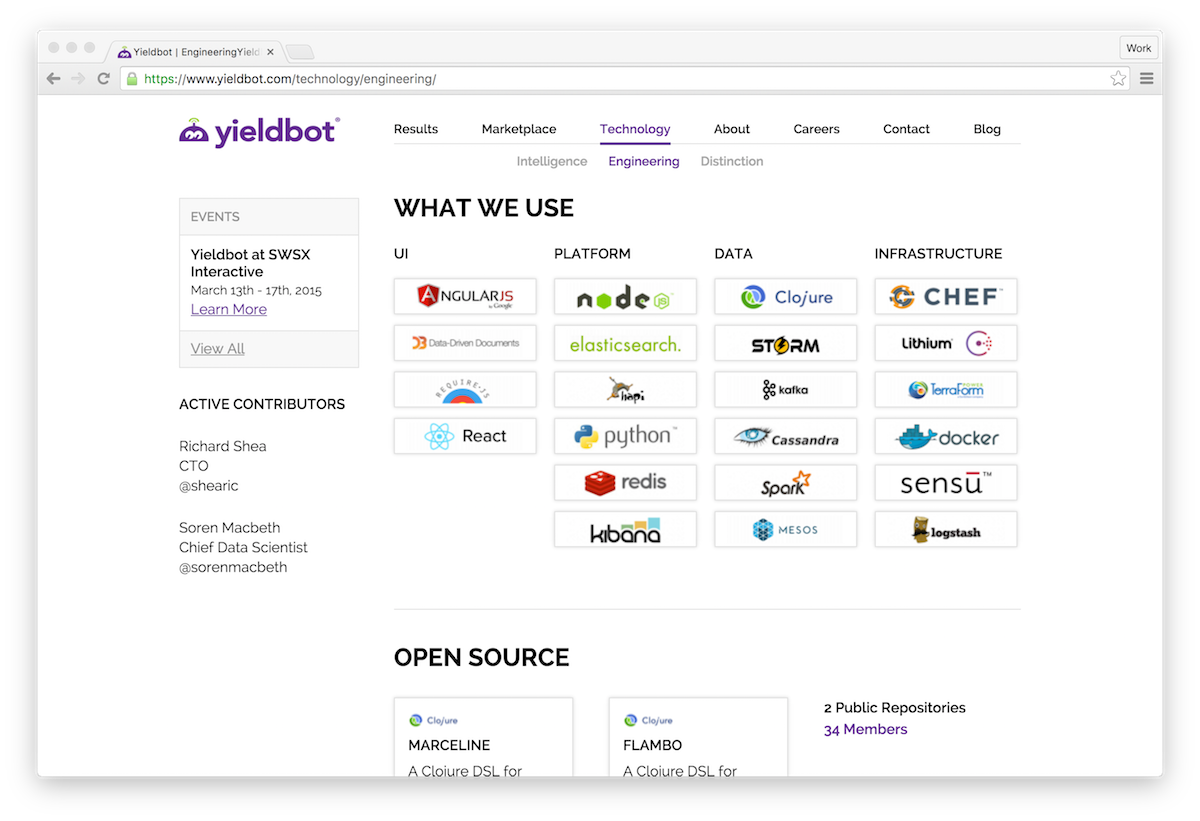 Yieldbot | EngineeringYield
Work
https://www.yieldbot.com/technology/engineering/
yieldbot®
Results Marketplace Technology About Careers Contact Blog
Intelligence Engineering Distinction
EVENTS
Yieldbot at SWSX
Interactive
March 13th - 17th, 2015
Learn More
View All
ACTIVE CONTRIBUTORS
Richard Shea
CTO
@shearic
Soren Macbeth
Chief Data Scientist
@sorenmacbeth
WHAT WE USE
UI
ANGULARJS
by Google
Data-Driven Documents
REQUIRE·JS
React
PLATFORM
node JS
elasticsearch.
hapi
python™
redis
kibana
DATA
Clojure
STORM
kafka
Cassandra
Spark
MESOS
INFRASTRUCTURE
CHEF™
Lithium
TerraForm POWER
docker
sensu™
logstash
OPEN SOURCE
Clojure
MARCELINE
A Clojure DSL for
Clojure
FLAMBO
A Clojure DSL for
2 Public Repositories
34 Members